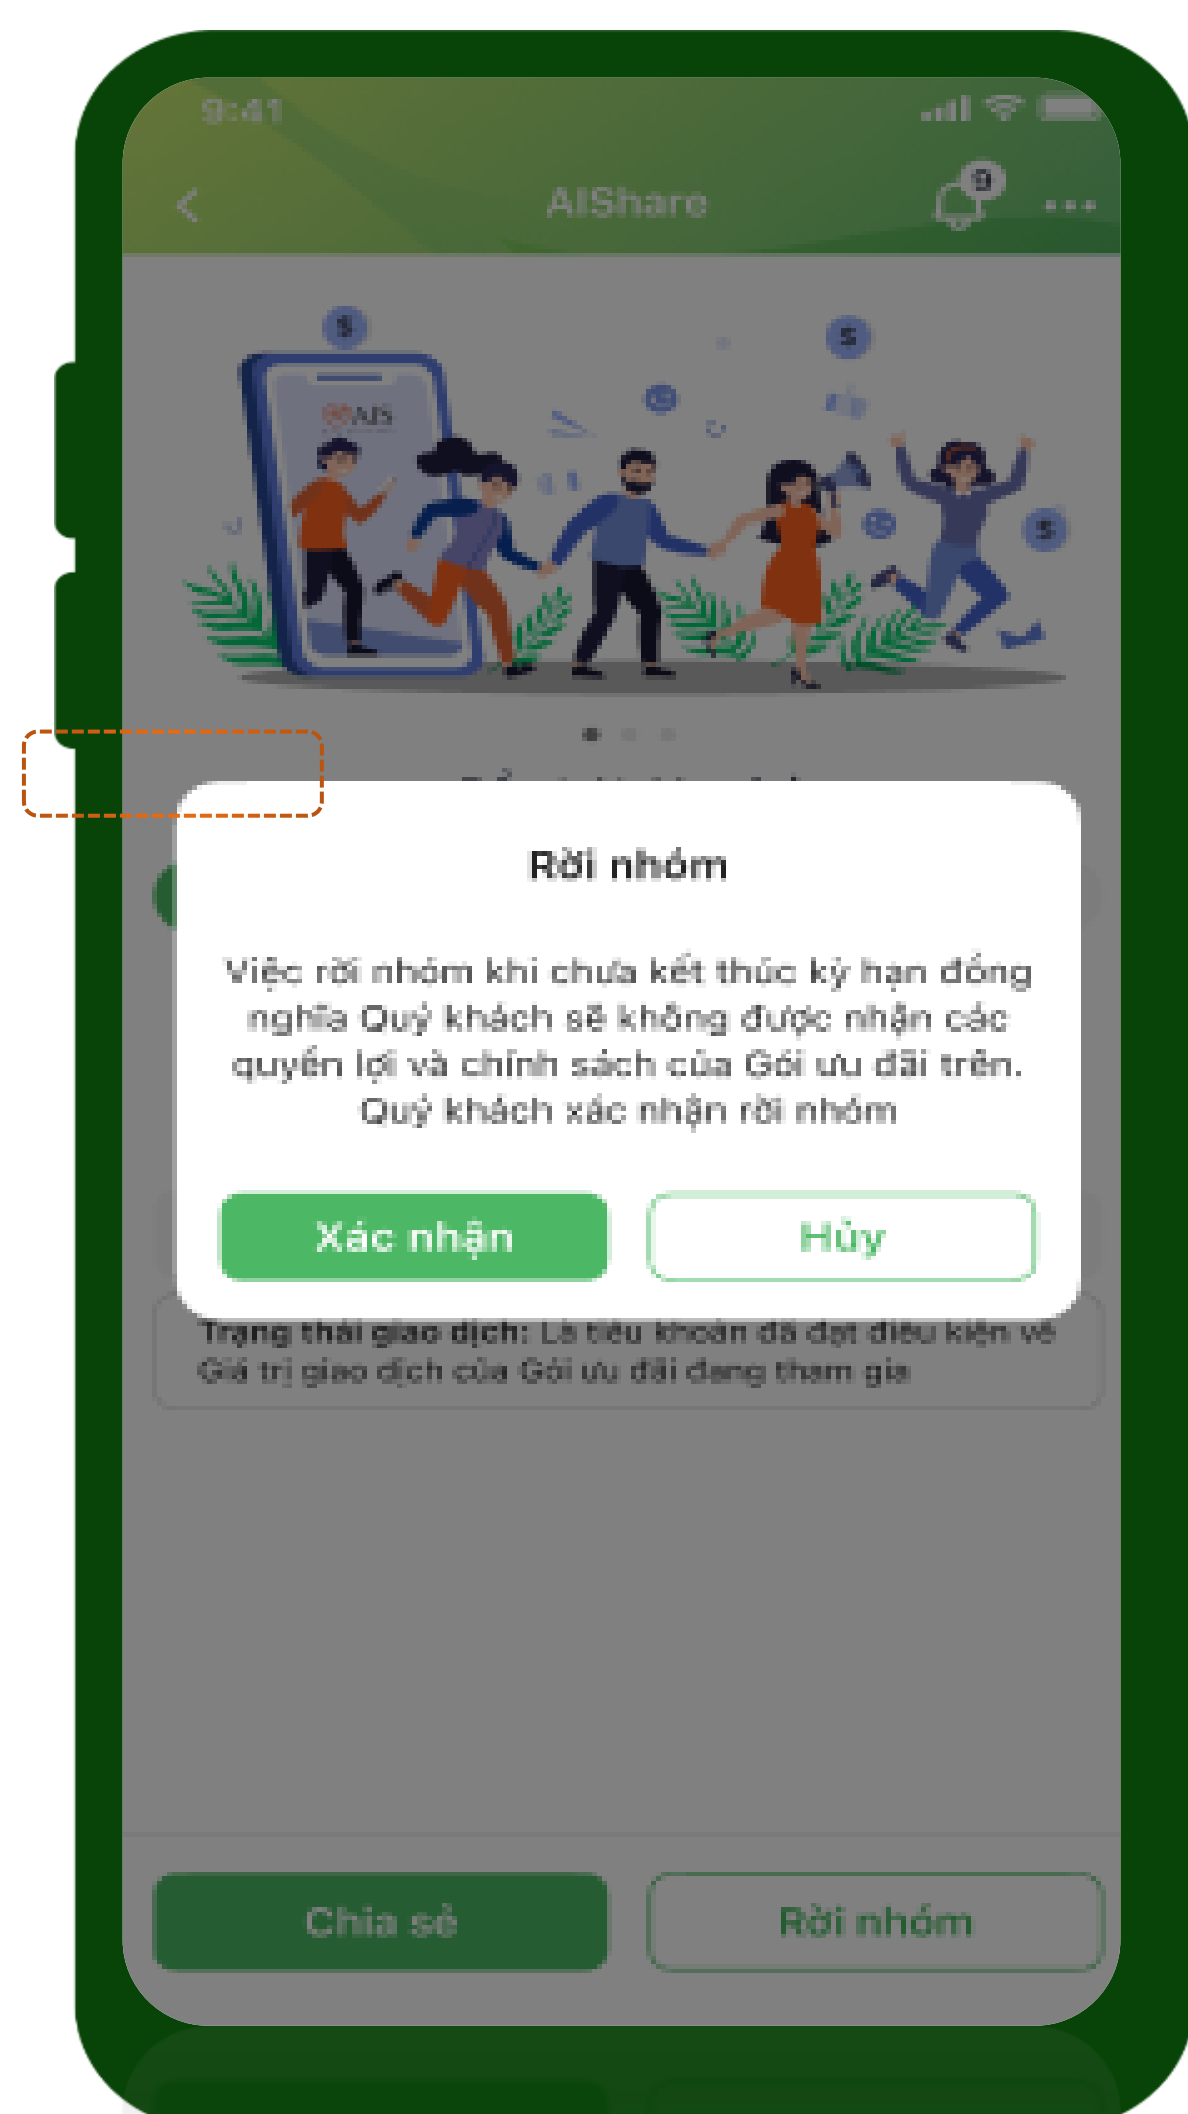 9:41
AIShare
9
$
$
AIS
$
Rời nhóm
Việc rời nhóm khi chưa kết thúc kỳ hạn đồng
nghĩa Quý khách sẽ không được nhận các
quyền lợi và chính sách của Gói ưu đãi trên.
Quý khách xác nhận rời nhóm
Xác nhận
Hủy
Trạng thái giao dịch: Là tiểu khoản đã đạt điều kiện về
Giá trị giao dịch của Gói ưu đãi đang tham gia
Chia sẻ
Rời nhóm